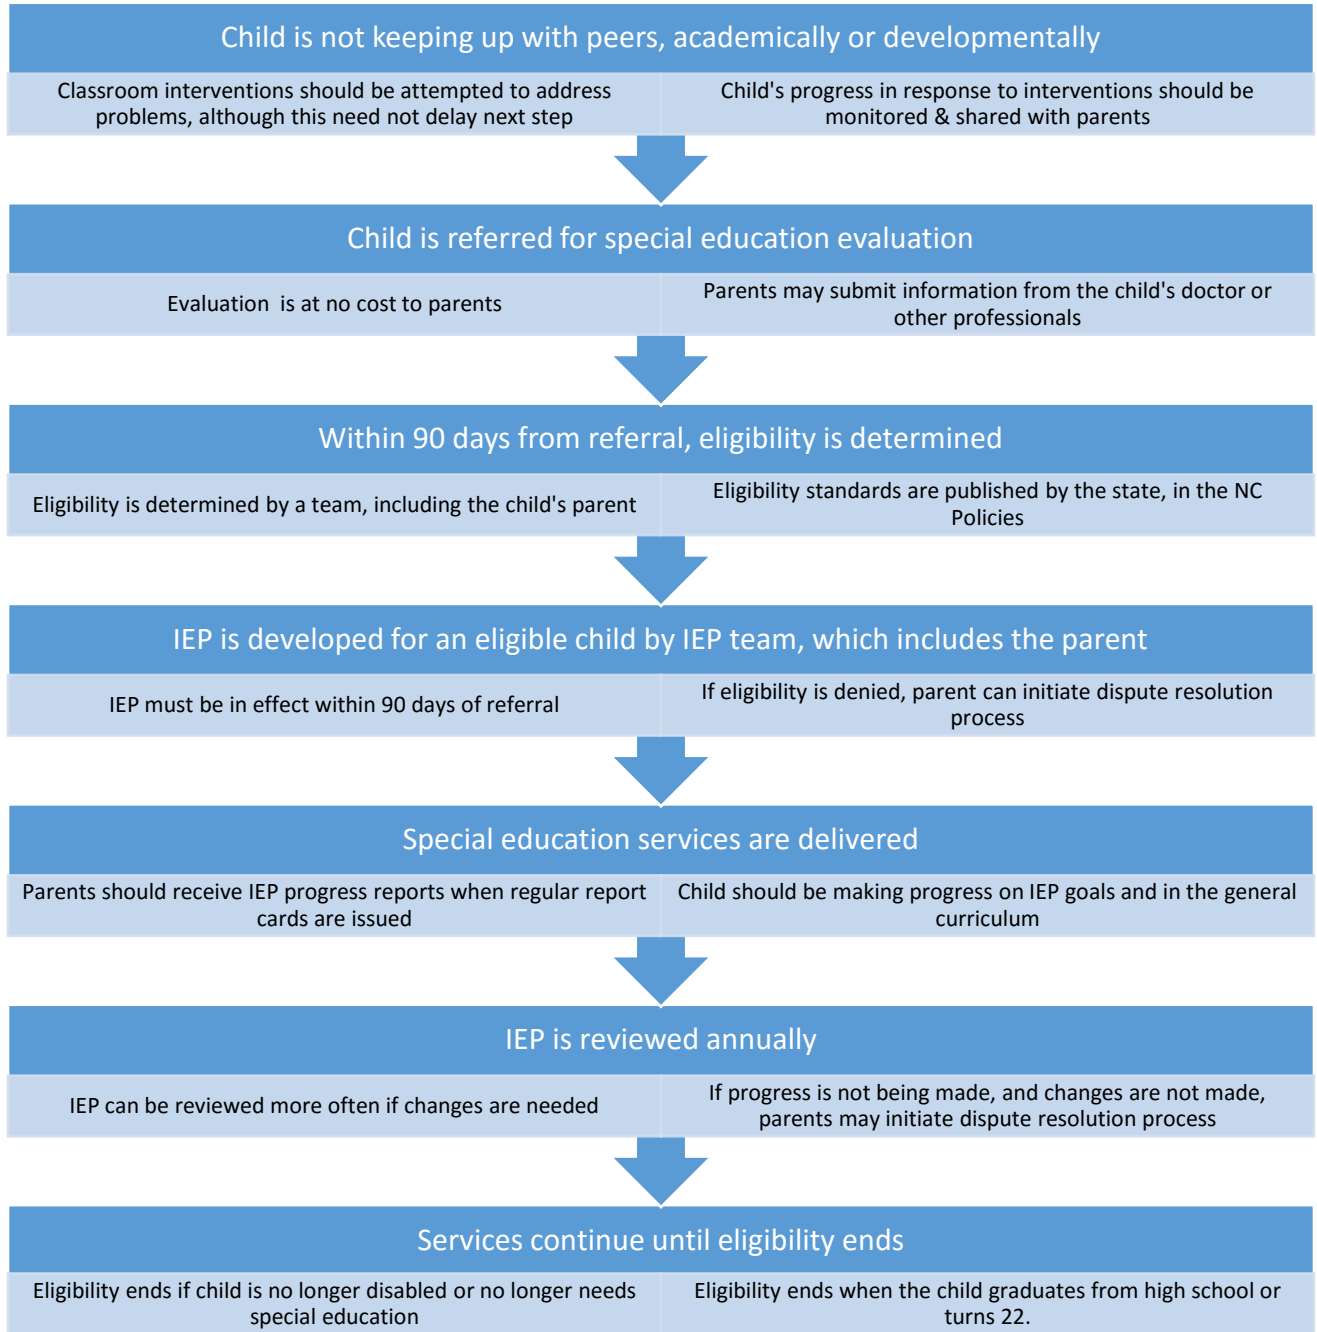 Child is not keeping up with peers, academically or developmentally
Classroom interventions should be attempted to address
problems, although this need not delay next step
Child's progress in response to interventions should be
monitored & shared with parents
Child is referred for special education evaluation
Evaluation  is at no cost to parents
Parents may submit information from the child's doctor or
other professionals
Within 90 days from referral, eligibility is determined
Eligibility is determined by a team, including the child's parent
Eligibility standards are published by the state, in the NC
Policies
IEP is developed for an eligible child by IEP team, which includes the parent
IEP must be in effect within 90 days of referral
If eligibility is denied, parent can initiate dispute resolution
process
Special education services are delivered
Parents should receive IEP progress reports when regular report
cards are issued
Child should be making progress on IEP goals and in the general
curriculum
IEP is reviewed annually
IEP can be reviewed more often if changes are needed
If progress is not being made, and changes are not made,
parents may initiate dispute resolution process
Services continue until eligibility ends
Eligibility ends if child is no longer disabled or no longer needs
special education
Eligibility ends when the child graduates from high school or
turns 22.